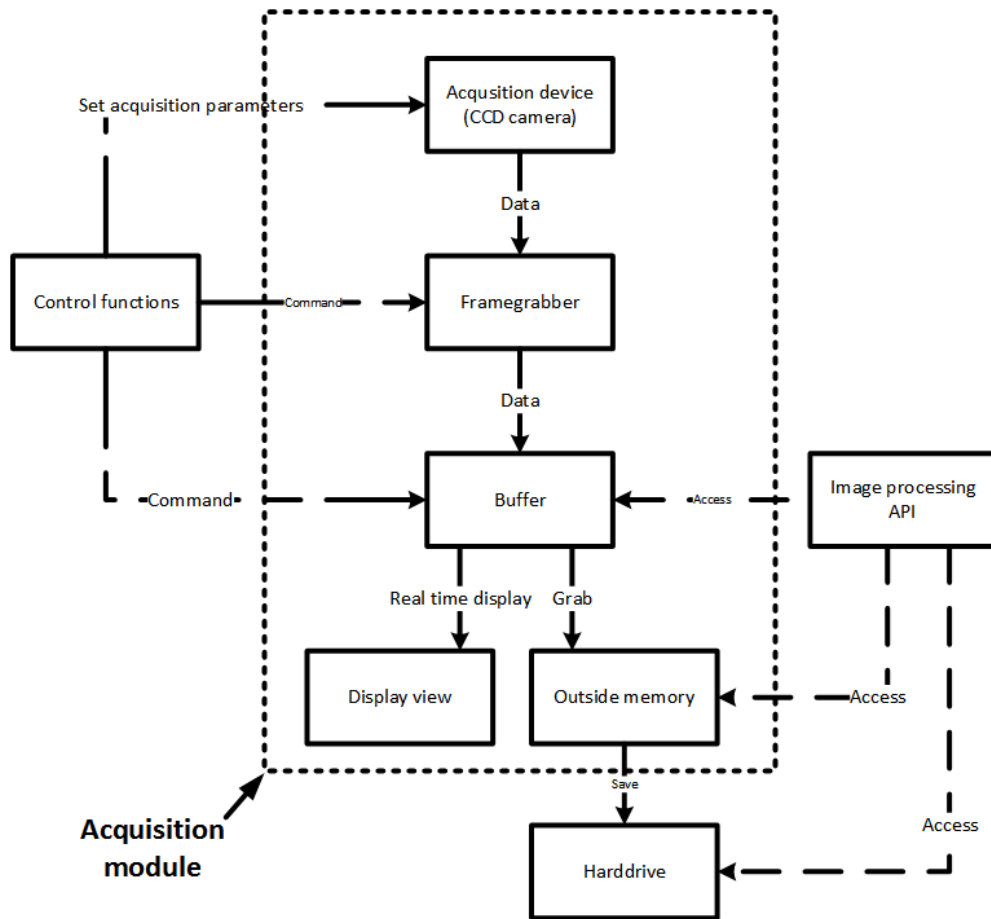 Acqusition device
(CCD camera)
Set acquisition parameters
Data
Control functions
Command
Framegrabber
Data
Command
Buffer
Access
Image processing
API
Real time display
Grab
Display view
Outside memory
Access
Save
Acquisition
module
Access
Harddrive